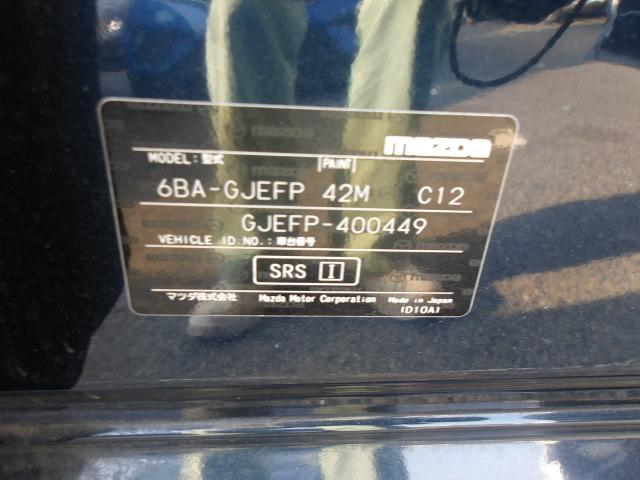 mazda
MODEL:型式 PAINT
6BA-GJEFP 42M C12
GJEFP-400449
VEHICLE ID NO.:車台番号
SRS I
マツダ株式会社 Mazda Motor Corporation Made in Japan
(D10A)